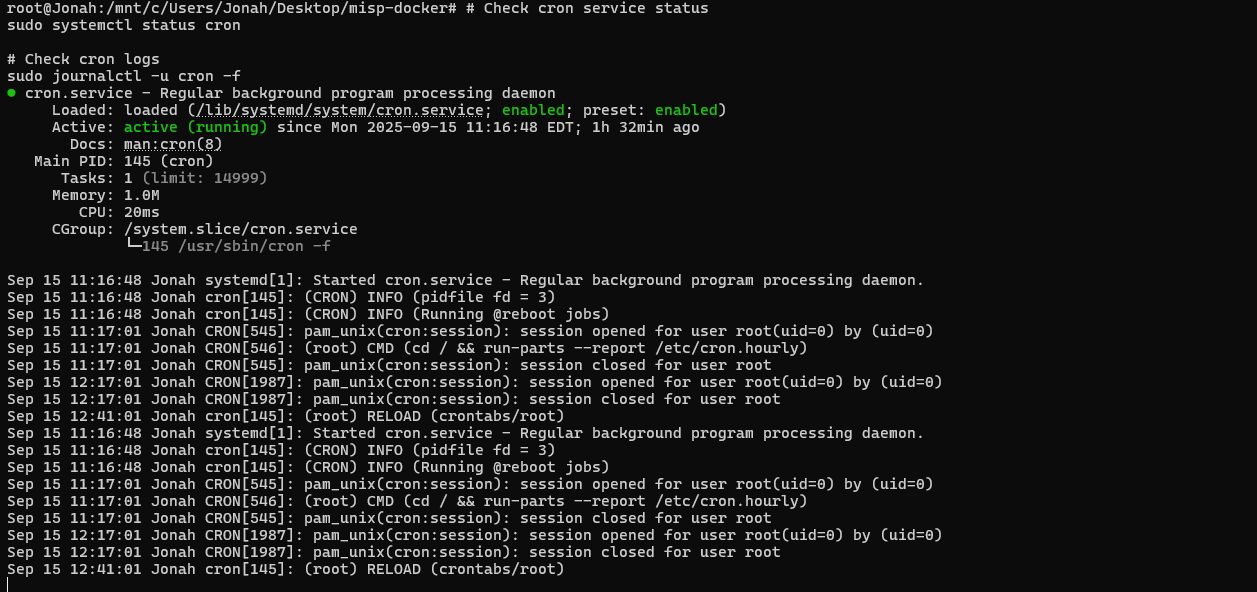 root@Jonah:/mnt/c/Users/Jonah/Desktop/misp-docker# # Check cron service status
sudo systemctl status cron

# Check cron logs
sudo journalctl -u cron -f
● cron.service - Regular background program processing daemon
     Loaded: loaded (/lib/systemd/system/cron.service; enabled; preset: enabled)
     Active: active (running) since Mon 2025-09-15 11:16:48 EDT; 1h 32min ago
       Docs: man:cron(8)
   Main PID: 145 (cron)
      Tasks: 1 (limit: 14999)
     Memory: 1.0M
        CPU: 20ms
     CGroup: /system.slice/cron.service
             └─145 /usr/sbin/cron -f

Sep 15 11:16:48 Jonah systemd[1]: Started cron.service - Regular background program processing daemon.
Sep 15 11:16:48 Jonah cron[145]: (CRON) INFO (pidfile fd = 3)
Sep 15 11:16:48 Jonah cron[145]: (CRON) INFO (Running @reboot jobs)
Sep 15 11:17:01 Jonah CRON[545]: pam_unix(cron:session): session opened for user root(uid=0) by (uid=0)
Sep 15 11:17:01 Jonah CRON[546]: (root) CMD (cd / && run-parts --report /etc/cron.hourly)
Sep 15 11:17:01 Jonah CRON[545]: pam_unix(cron:session): session closed for user root
Sep 15 12:17:01 Jonah CRON[1987]: pam_unix(cron:session): session opened for user root(uid=0) by (uid=0)
Sep 15 12:17:01 Jonah CRON[1987]: pam_unix(cron:session): session closed for user root
Sep 15 12:41:01 Jonah cron[145]: (root) RELOAD (crontabs/root)
Sep 15 11:16:48 Jonah systemd[1]: Started cron.service - Regular background program processing daemon.
Sep 15 11:16:48 Jonah cron[145]: (CRON) INFO (pidfile fd = 3)
Sep 15 11:16:48 Jonah cron[145]: (CRON) INFO (Running @reboot jobs)
Sep 15 11:17:01 Jonah CRON[545]: pam_unix(cron:session): session opened for user root(uid=0) by (uid=0)
Sep 15 11:17:01 Jonah CRON[546]: (root) CMD (cd / && run-parts --report /etc/cron.hourly)
Sep 15 11:17:01 Jonah CRON[545]: pam_unix(cron:session): session closed for user root
Sep 15 12:17:01 Jonah CRON[1987]: pam_unix(cron:session): session opened for user root(uid=0) by (uid=0)
Sep 15 12:17:01 Jonah CRON[1987]: pam_unix(cron:session): session closed for user root
Sep 15 12:41:01 Jonah cron[145]: (root) RELOAD (crontabs/root)